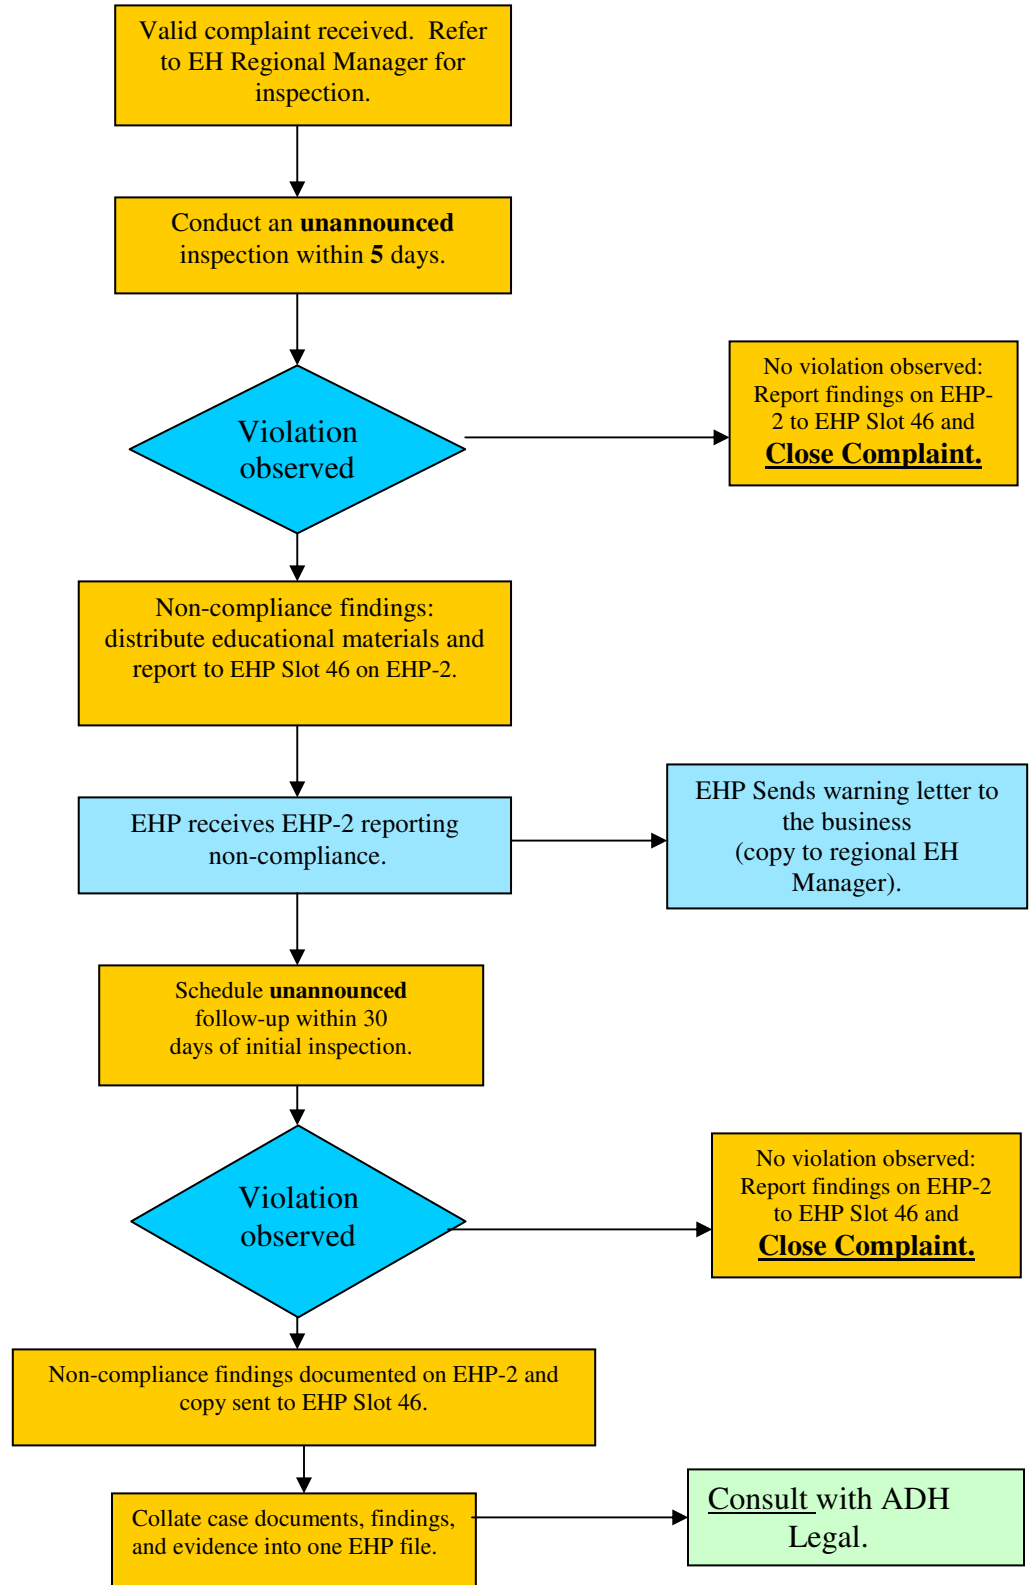 Valid complaint received.  Refer
to EH Regional Manager for
inspection.
Conduct an unannounced
inspection within 5 days.
Violation
observed
No violation observed:
Report findings on EHP-
2 to EHP Slot 46 and
Close Complaint.
Non-compliance findings:
distribute educational materials and
report to EHP Slot 46 on EHP-2.
EHP receives EHP-2 reporting
non-compliance.
EHP Sends warning letter to
the business
(copy to regional EH
Manager).
Schedule unannounced
follow-up within 30
days of initial inspection.
Violation
observed
No violation observed:
Report findings on EHP-2
to EHP Slot 46 and
Close Complaint.
Non-compliance findings documented on EHP-2 and
copy sent to EHP Slot 46.
Collate case documents, findings,
and evidence into one EHP file.
Consult with ADH
Legal.